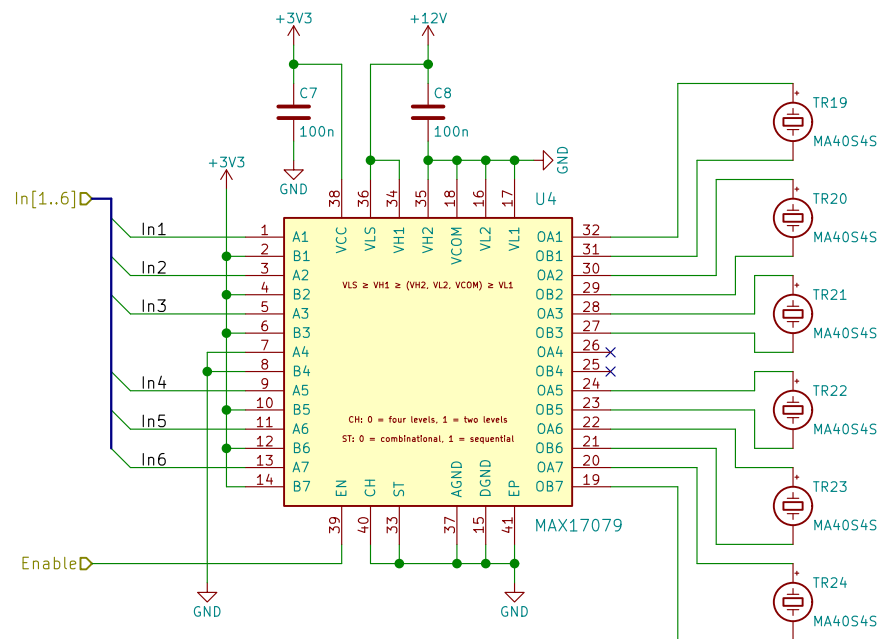 +3V3
+12V
C7
100n
C8
100n
GND
GND
+3V3
In[1..6]
In1
In2
In3
In4
In5
In6
Enable
GND
GND
U4
MAX17079
38
36
34
35
18
16
17
VCC
VLS
VH1
VH2
VCOM
VL2
VL1
1 A1
2 B1
3 A2
4 B2
5 A3
6 B3
7 A4
8 B4
9 A5
10 B5
11 A6
12 B6
13 A7
14 B7
VLS ≥ VH1 ≥ (VH2, VL2, VCOM) ≥ VL1
CH: 0 = four levels, 1 = two levels
ST: 0 = combinational, 1 = sequential
OA1 32
OB1 31
OA2 30
OB2 29
OA3 28
OB3 27
OA4 26
OB4 25
OA5 24
OB5 23
OA6 22
OB6 21
OA7 20
OB7 19
EN
CH
ST
AGND
DGND
EP
39
40
33
37
15
41
+
TR19
MA40S4S
+
TR20
MA40S4S
+
TR21
MA40S4S
+
TR22
MA40S4S
+
TR23
MA40S4S
+
TR24
MA40S4S